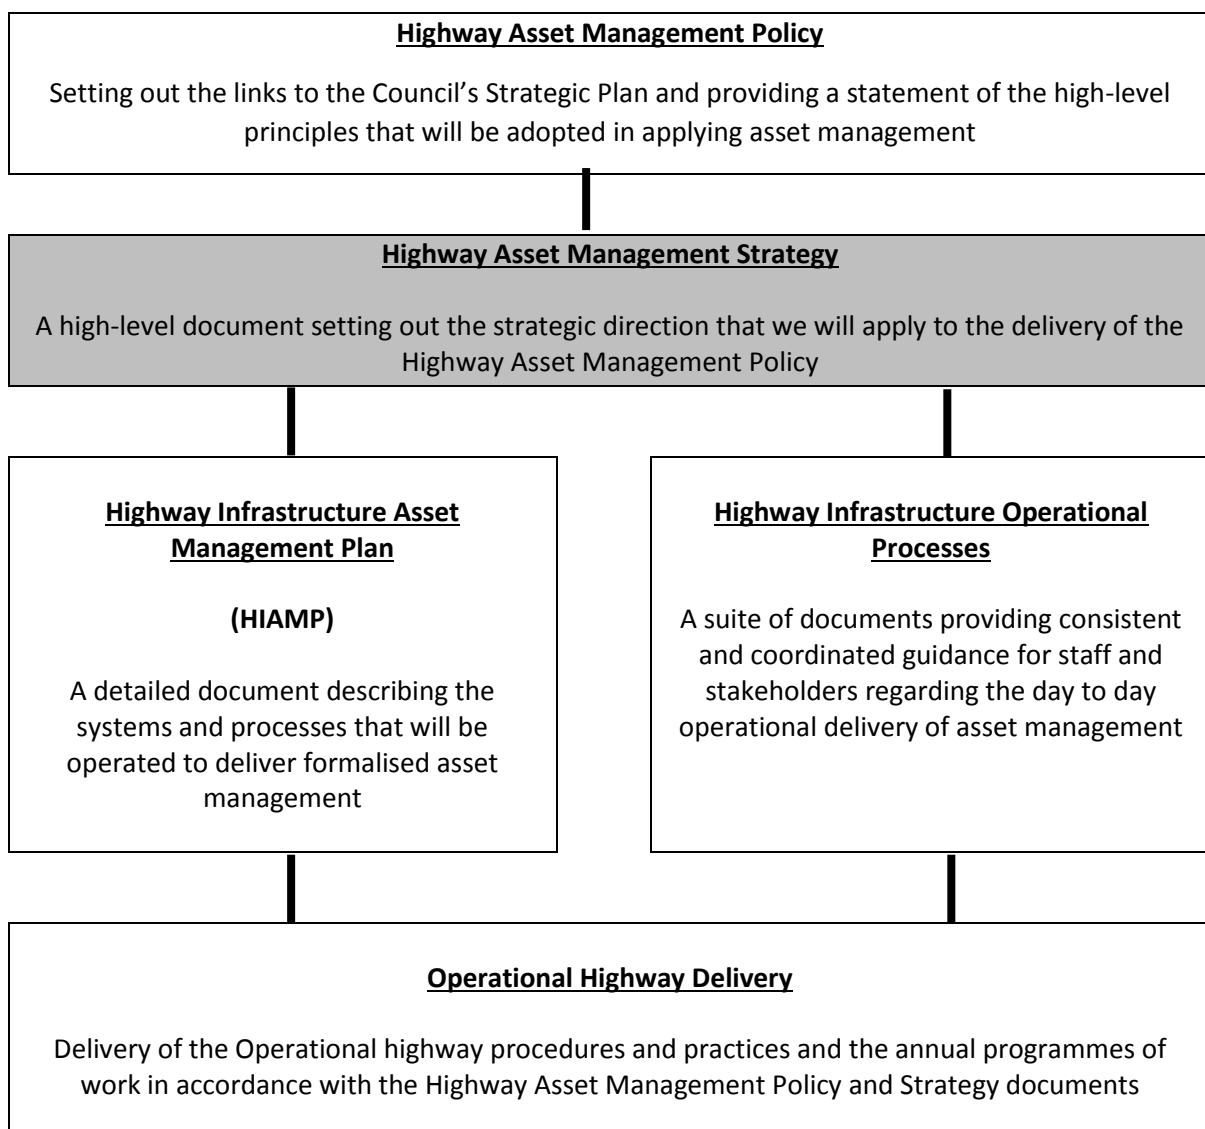 Highway Asset Management Policy
Setting out the links to the Council’s Strategic Plan and providing a statement of the high-level
principles that will be adopted in applying asset management
Highway Asset Management Strategy
A high-level document setting out the strategic direction that we will apply to the delivery of the
Highway Asset Management Policy
Highway Infrastructure Asset
Management Plan
(HIAMP)
A detailed document describing the
systems and processes that will be
operated to deliver formalised asset
management
Highway Infrastructure Operational
Processes
A suite of documents providing consistent
and coordinated guidance for staff and
stakeholders regarding the day to day
operational delivery of asset management
Operational Highway Delivery
Delivery of the Operational highway procedures and practices and the annual programmes of
work in accordance with the Highway Asset Management Policy and Strategy documents